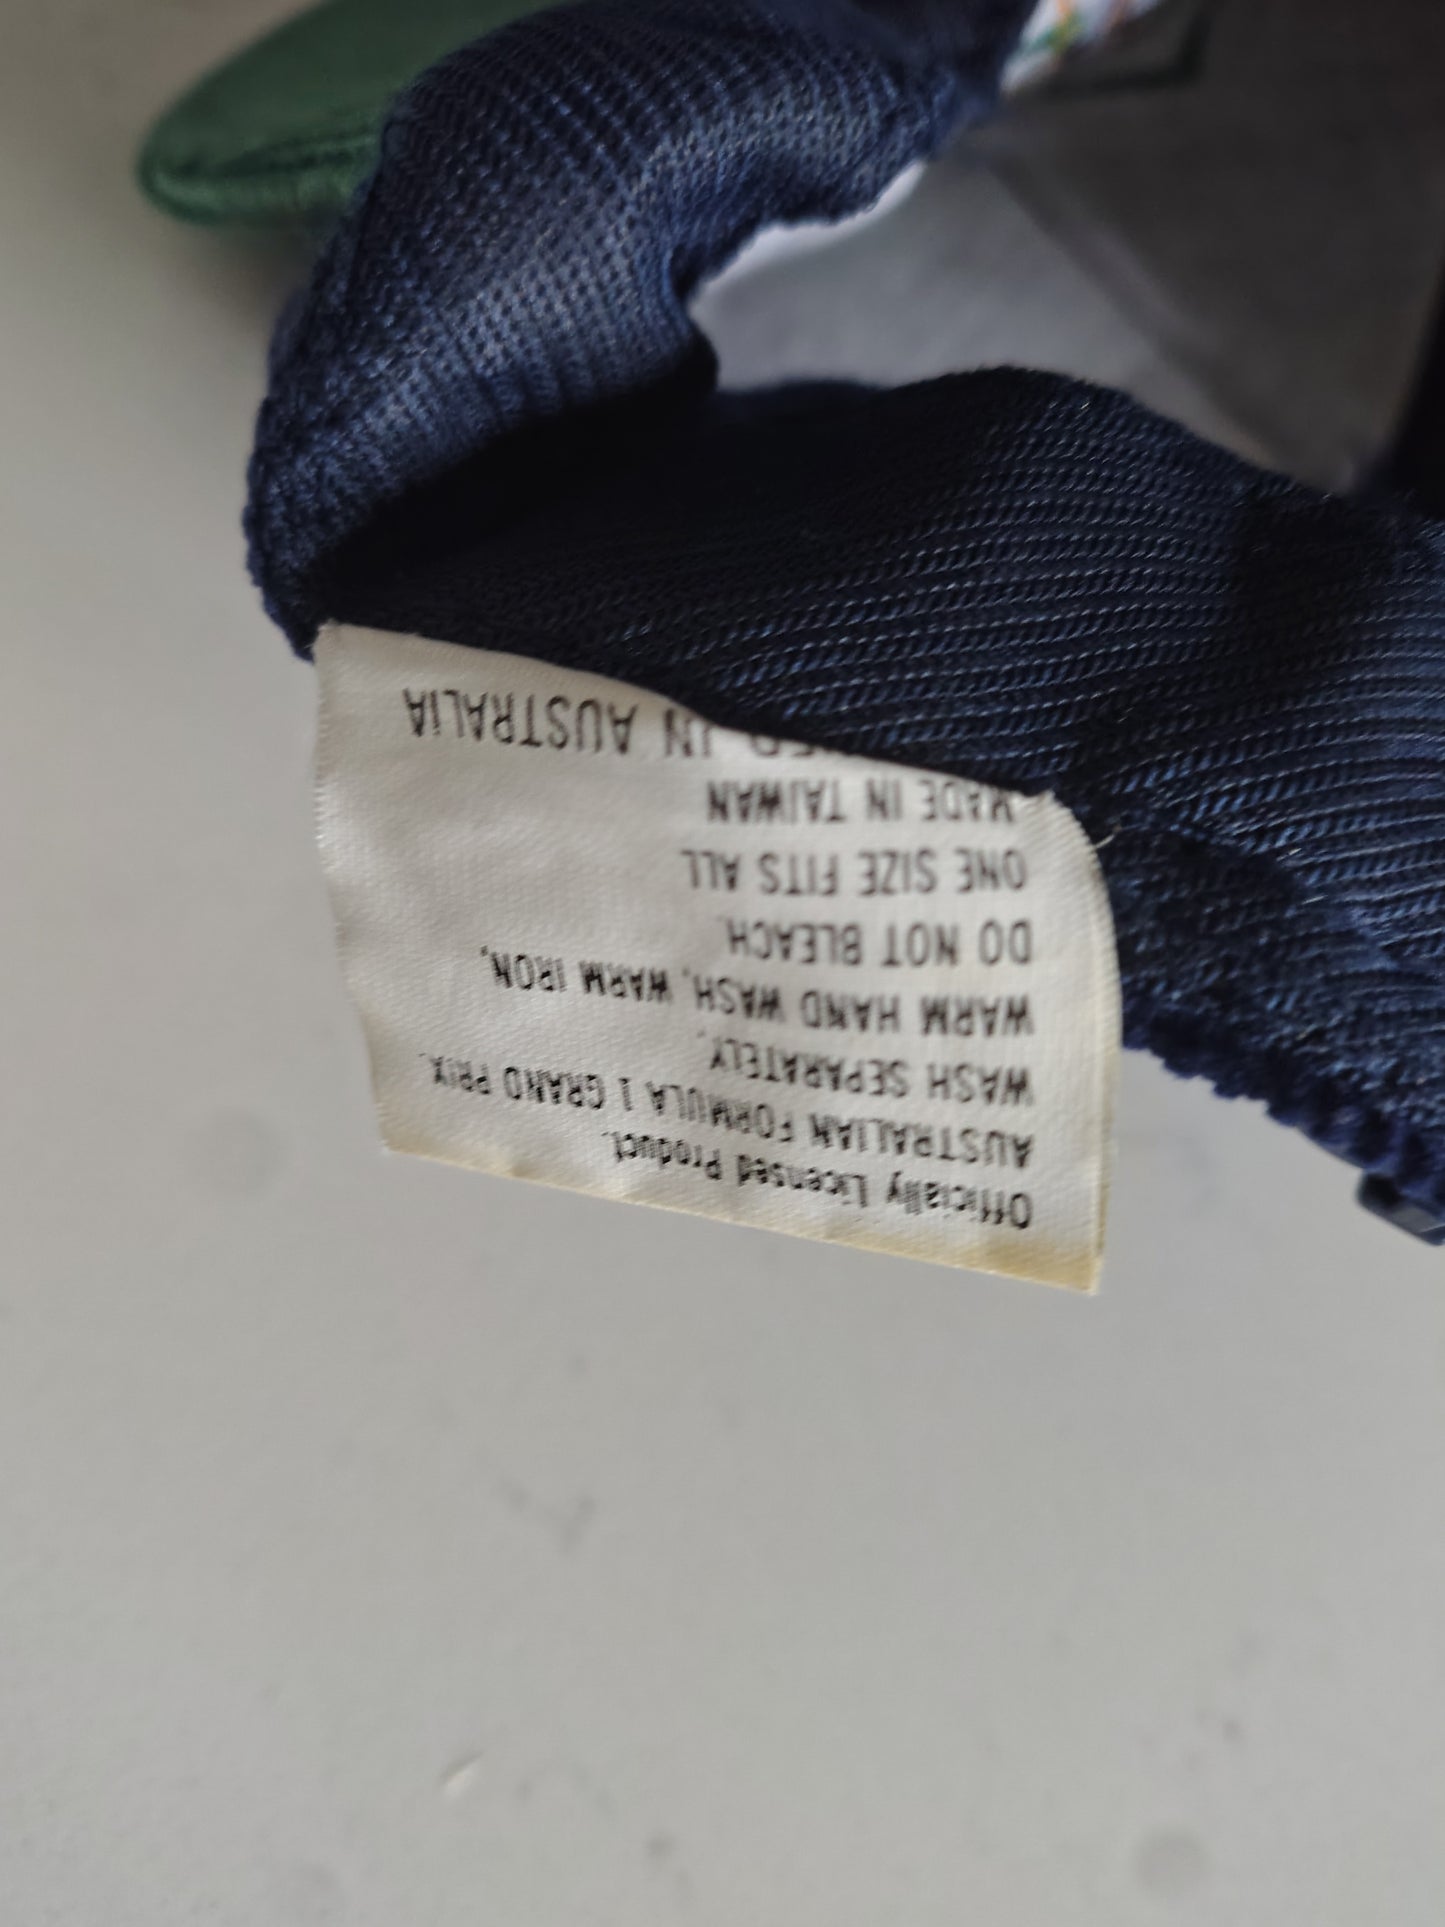 Officially Licensed Product.
AUSTRALIAN FORMULA 1 GRAND PRIX.
WASH SEPARATELY.
WARM HAND WASH, WARM IRON,
DO NOT BLEACH.
ONE SIZE FITS ALL
MADE IN TAIWAN
IN AUSTRALIA